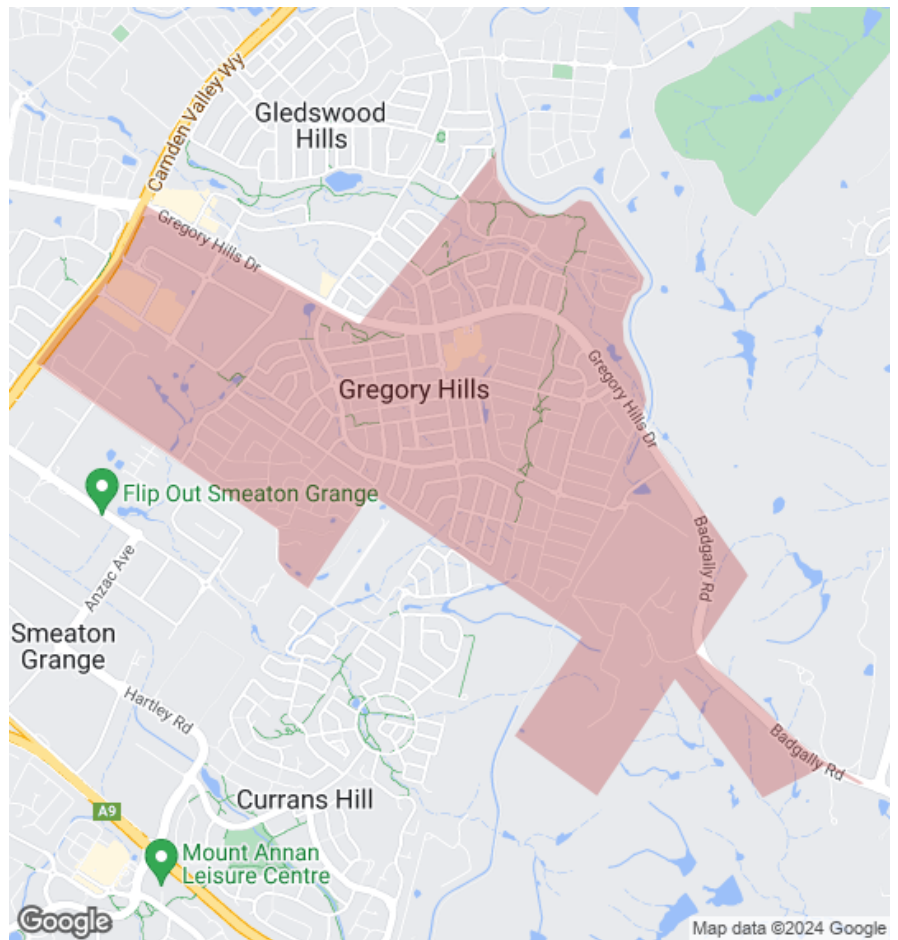 Camden Valley Wy
Gledswood
Hills
Gregory Hills Dr
Gregory Hills
Gregory Hills Dr
Flip Out Smeaton Grange
Badgally Rd
Anzac Ave
Smeaton
Grange
Hartley Rd
Badgally Rd
Currans Hill
A9
Mount Annan
Leisure Centre
Google
Map data ©2024 Google